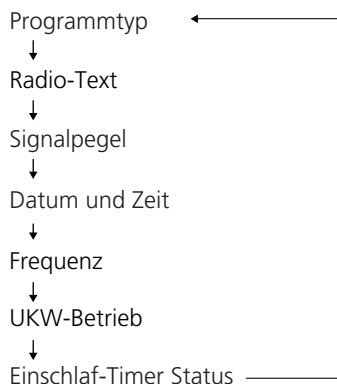 Programmtyp
Radio-Text
Signalpegel
Datum und Zeit
Frequenz
UKW-Betrieb
Einschlaf-Timer Status